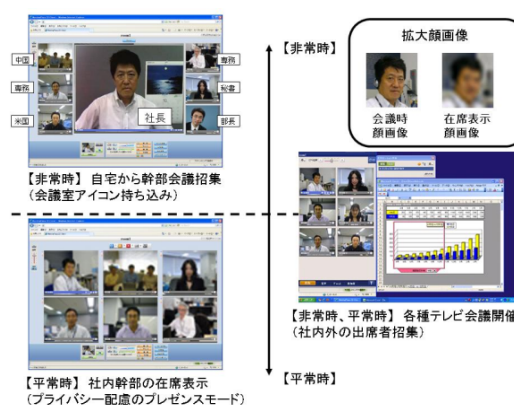 【非常時】
拡大顔画像
中国
専務
専務
秘書
米国
社長
部長
会議時
顔画像
在席表示
顔画像
【非常時】 自宅から幹部会議招集
(会議室アイコン持ち込み)
【非常時、平常時】 各種テレビ会議開催
(社内外の出席者招集)
【平常時】
【平常時】 社内幹部の在席表示
(プライバシー配慮のプレゼンスモード)